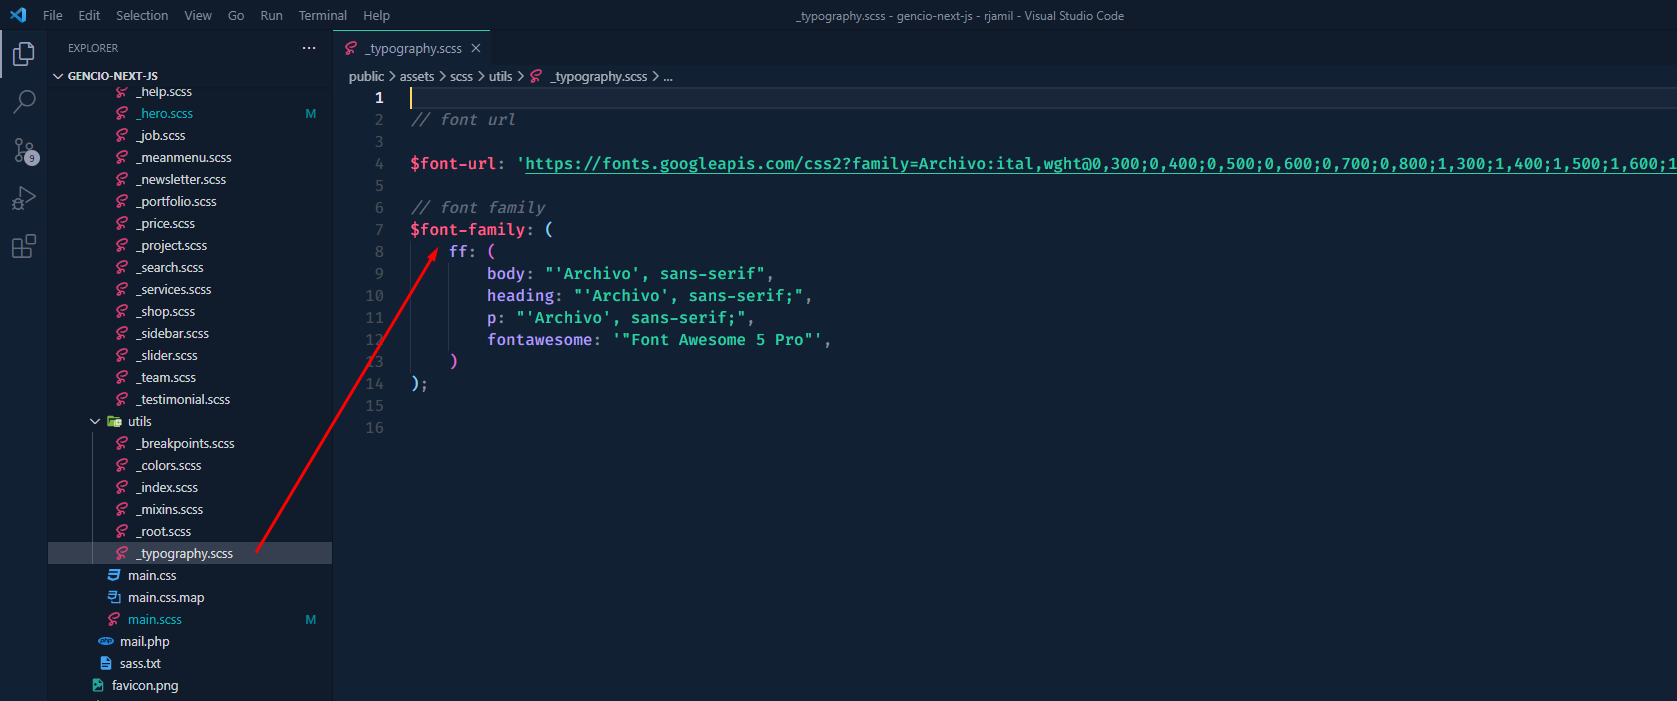 File Edit Selection View Go Run Terminal Help
_typography.scss - gencio-next-js - rjamil - Visual Studio Code
EXPLORER ...
GENCIO-NEXT-JS
_help.scss
_hero.scss M
_job.scss
_meanmenu.scss
_newsletter.scss
_portfolio.scss
_price.scss
_project.scss
_search.scss
_services.scss
_shop.scss
_sidebar.scss
_slider.scss
_team.scss
_testimonial.scss
utils
_breakpoints.scss
_colors.scss
_index.scss
_mixins.scss
_root.scss
_typography.scss
main.css
main.css.map
main.scss M
php mail.php
sass.txt
favicon.png
9
_typography.scss
public > assets > scss > utils > _typography.scss > ...
1
2 // font url
3
4 $font-url: 'https://fonts.googleapis.com/css2?family=Archivo:ital,wght@0,300;0,400;0,500;0,600;0,700;0,800;1,300;1,400;1,500;1,600;1
5
6 // font family
7 $font-family: (
8 ff: (
9 body: "'Archivo', sans-serif",
10 heading: "'Archivo', sans-serif;",
11 p: "'Archivo', sans-serif;",
12 fontawesome: '"Font Awesome 5 Pro"',
13 )
14 );
15
16